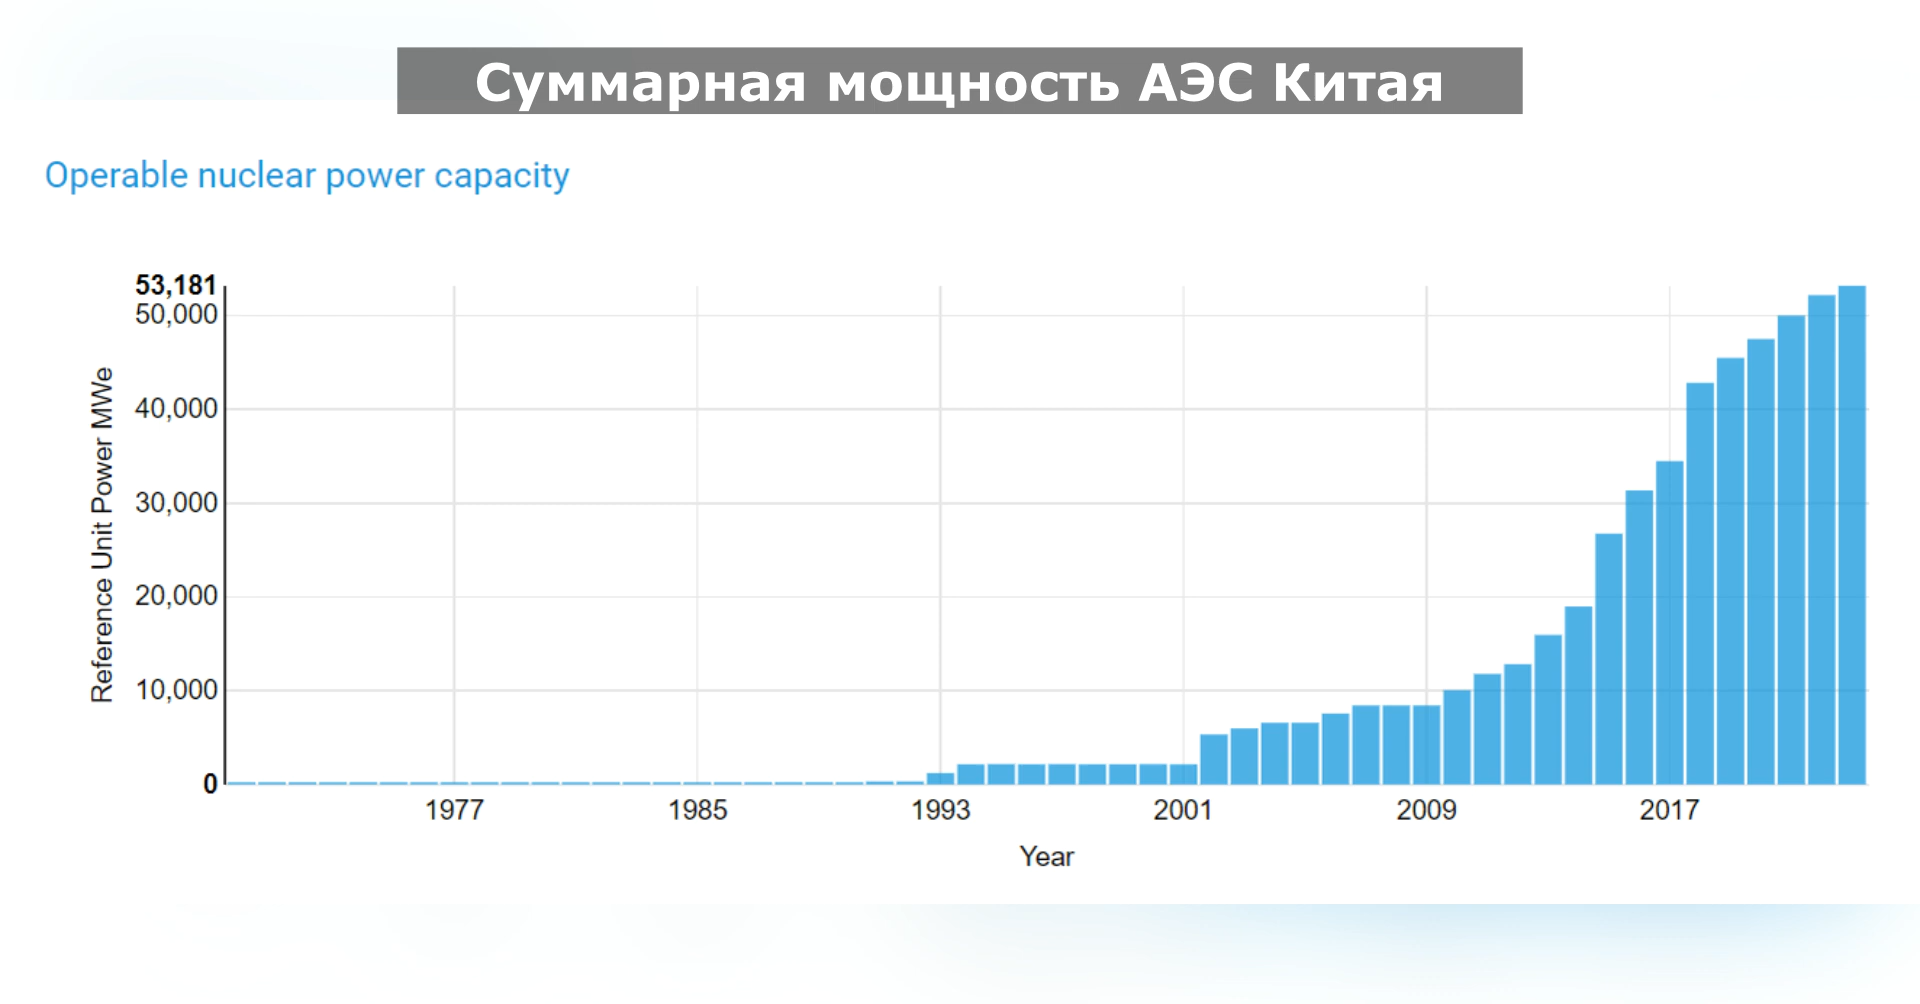 Суммарная мощность АЭС Китая
Operable nuclear power capacity
53,181
50,000
40,000
30,000
20,000
10,000
0
Reference Unit Power MWe
1977 1985 1993 2001 2009 2017
Year